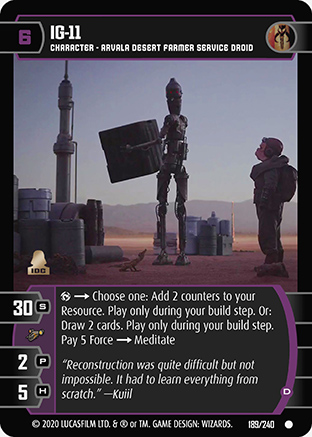 6
IG-11
CHARACTER - ARVALA DESERT FARMER SERVICE DROID
100
30 S
→ Choose one: Add 2 counters to your
Resource. Play only during your build step. Or:
Draw 2 cards. Play only during your build step.
Pay 5 Force → Meditate
2 P
5 H
“Reconstruction was quite difficult but not
impossible. It had to learn everything from
scratch.” —Kuiil
D
© 2020 LUCASFILM LTD. & ® or TM. GAME DESIGN: WIZARDS.
189/240